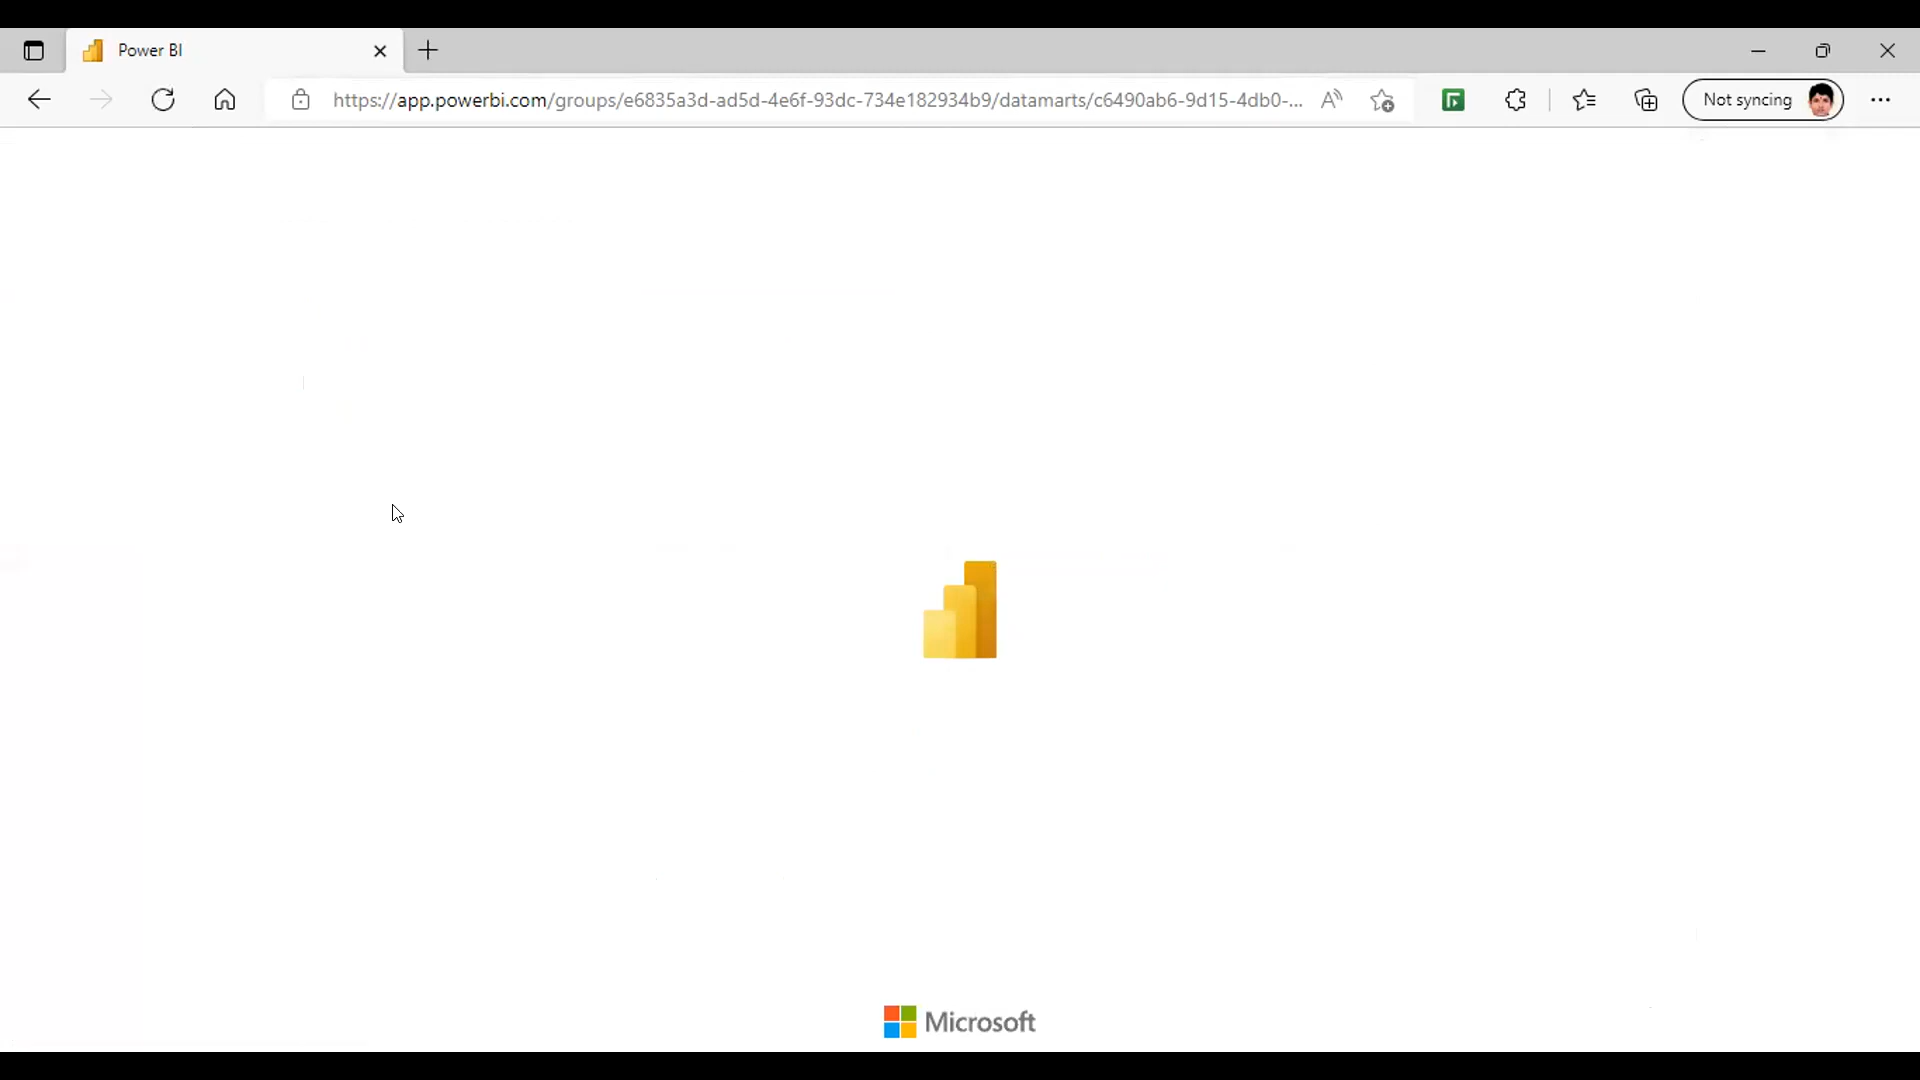 Power BI
https://app.powerbi.com/groups/e6835a3d-ad5d-4e6f-93dc-734e182934b9/datamarts/c6490ab6-9d15-4db0-...
Not syncing
Microsoft